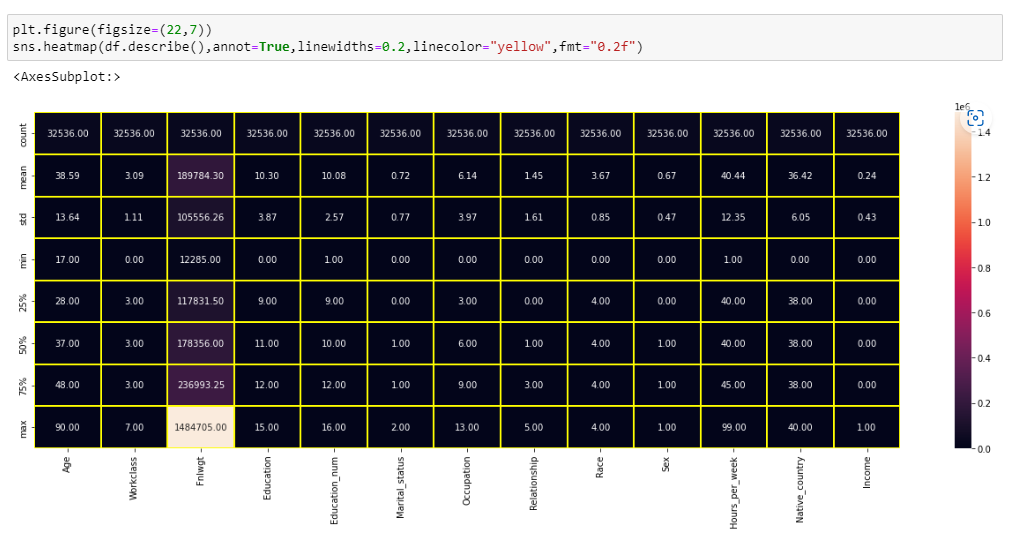 plt.figure(figsize=(22,7))
sns.heatmap(df.describe(),annot=True,linewidths=0.2,linecolor="yellow",fmt="0.2f")
<AxesSubplot:>
1e6
count 32536.00 32536.00 32536.00 32536.00 32536.00 32536.00 32536.00 32536.00 32536.00 32536.00 32536.00 32536.00 32536.00
mean 38.59 3.09 189784.30 10.30 10.08 0.72 6.14 1.45 3.67 0.67 40.44 36.42 0.24
std 13.64 1.11 105556.26 3.87 2.57 0.77 3.97 1.61 0.85 0.47 12.35 6.05 0.43
min 17.00 0.00 12285.00 0.00 1.00 0.00 0.00 0.00 0.00 0.00 1.00 0.00 0.00
25% 28.00 3.00 117831.50 9.00 9.00 0.00 3.00 0.00 4.00 0.00 40.00 38.00 0.00
50% 37.00 3.00 178356.00 11.00 10.00 1.00 6.00 1.00 4.00 1.00 40.00 38.00 0.00
75% 48.00 3.00 236993.25 12.00 12.00 1.00 9.00 3.00 4.00 1.00 45.00 38.00 0.00
max 90.00 7.00 1484705.00 15.00 16.00 2.00 13.00 5.00 4.00 1.00 99.00 40.00 1.00
Age Workclass Fnlwgt Education Education_num Marital_status Occupation Relationship Race Sex Hours_per_week Native_country Income
1.4
1.2
1.0
0.8
0.6
0.4
0.2
0.0